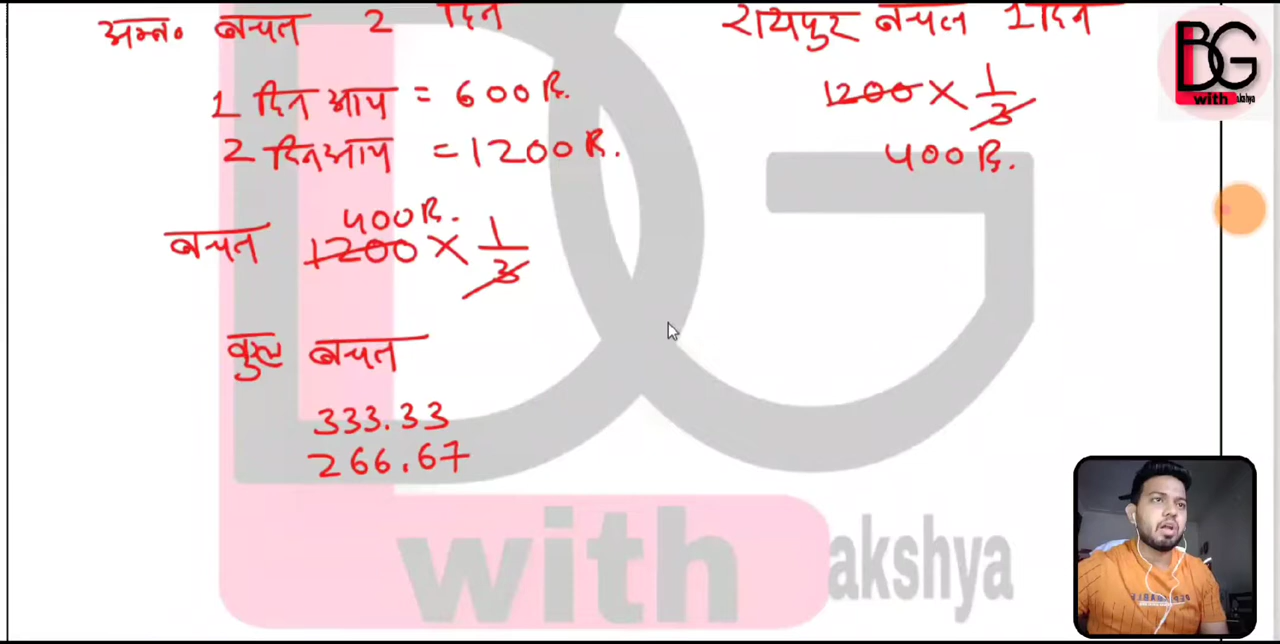 अम्न० बचत 2 दिन
1 दिन आय = 600 R.
2 दिन आय = 1200 R.
400 R.
बचत 1200 × 1/3
कुल बचत
333.33
266.67
रायपुर बचत 1 दिन
1200 × 1/3
400 R.
BG
with akshya
with akshya